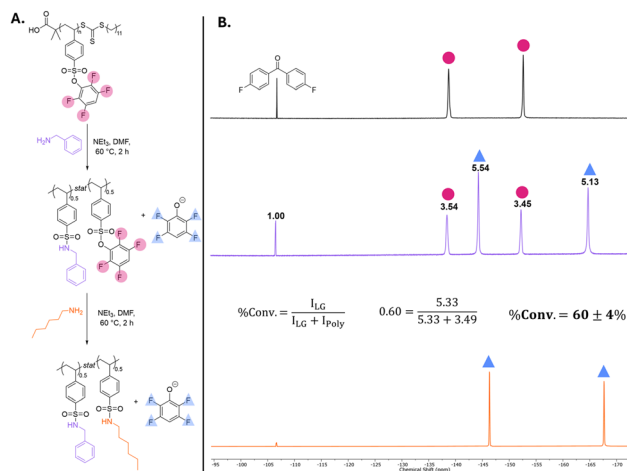 A.
HO
O
n
S
S
S
11
O=S=O
O
F
F
F
F
H2N
NEt3, DMF,
60 °C, 2 h
0.5
stat
0.5
O=S=O
HN
O=S=O
O
F
F
F
F
+
O⊖
F
F
F
F
NH2
NEt3, DMF,
60 °C, 2 h
0.5
stat
0.5
O=S=O
HN
O=S=O
HN
+
O⊖
F
F
F
F
B.
O
F
F
1.00
3.54
5.54
3.45
5.13
%Conv. = I_LG / (I_LG + I_Poly)
0.60 = 5.33 / (5.33 + 3.49)
%Conv. = 60 ± 4%
-95 -100 -105 -110 -115 -120 -125 -130 -135 -140 -145 -150 -155 -160 -165 -170
Chemical Shift (ppm)